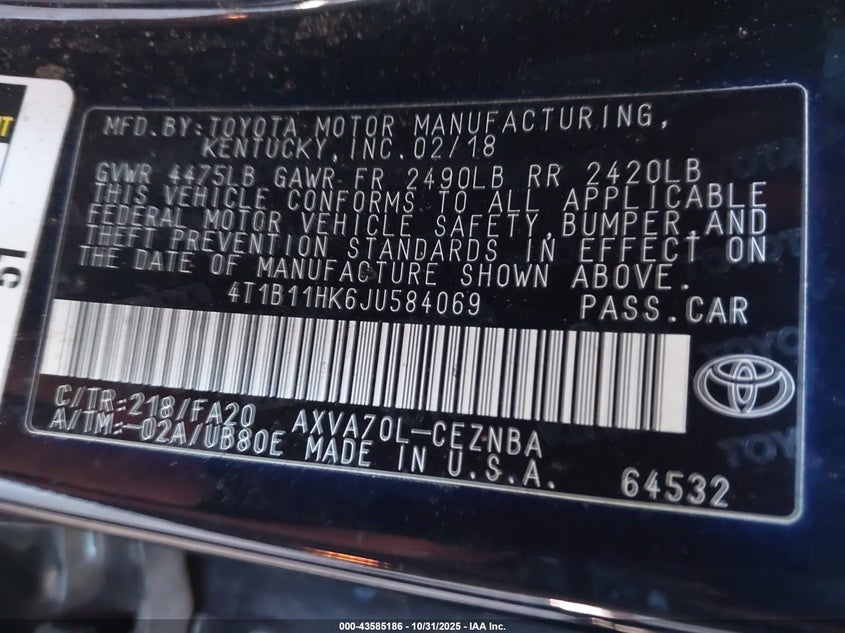 MFD.BY:TOYOTA MOTOR MANUFACTURING,
KENTUCKY,INC.02/18
GVWR 4475LB GAWR FR 2490LB RR 2420LB
THIS VEHICLE CONFORMS TO ALL APPLICABLE
FEDERAL MOTOR VEHICLE SAFETY,BUMPER,AND
THEFT PREVENTION STANDARDS IN EFFECT ON
THE DATE OF MANUFACTURE SHOWN ABOVE.
4T1B11HK6JU584069 PASS.CAR
C/TR:218/FA20 AXVA70L-CEZNBA
A/TM:-02A/UB80E MADE IN U.S.A.
64532
000-43585186 - 10/31/2025 - IAA Inc.